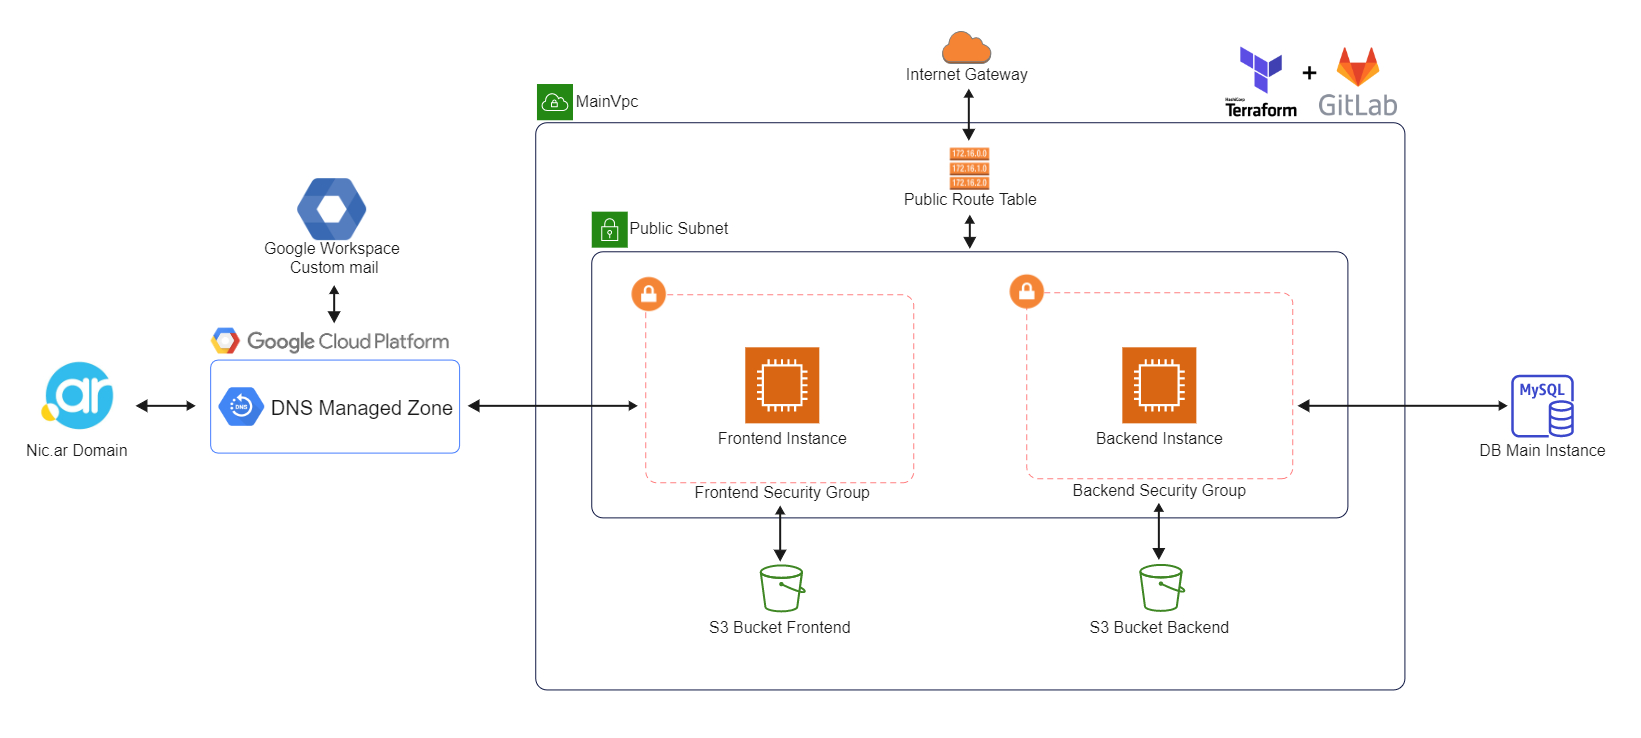 Internet Gateway
HashiCorp
Terraform
+
GitLab
MainVpc
172.16.0.0
172.16.1.0
172.16.2.0
Public Route Table
Public Subnet
Google Workspace
Custom mail
Google Cloud Platform
.ar
Nic.ar Domain
DNS
DNS Managed Zone
Frontend Instance
Backend Instance
MySQL
DB Main Instance
Frontend Security Group
Backend Security Group
S3 Bucket Frontend
S3 Bucket Backend